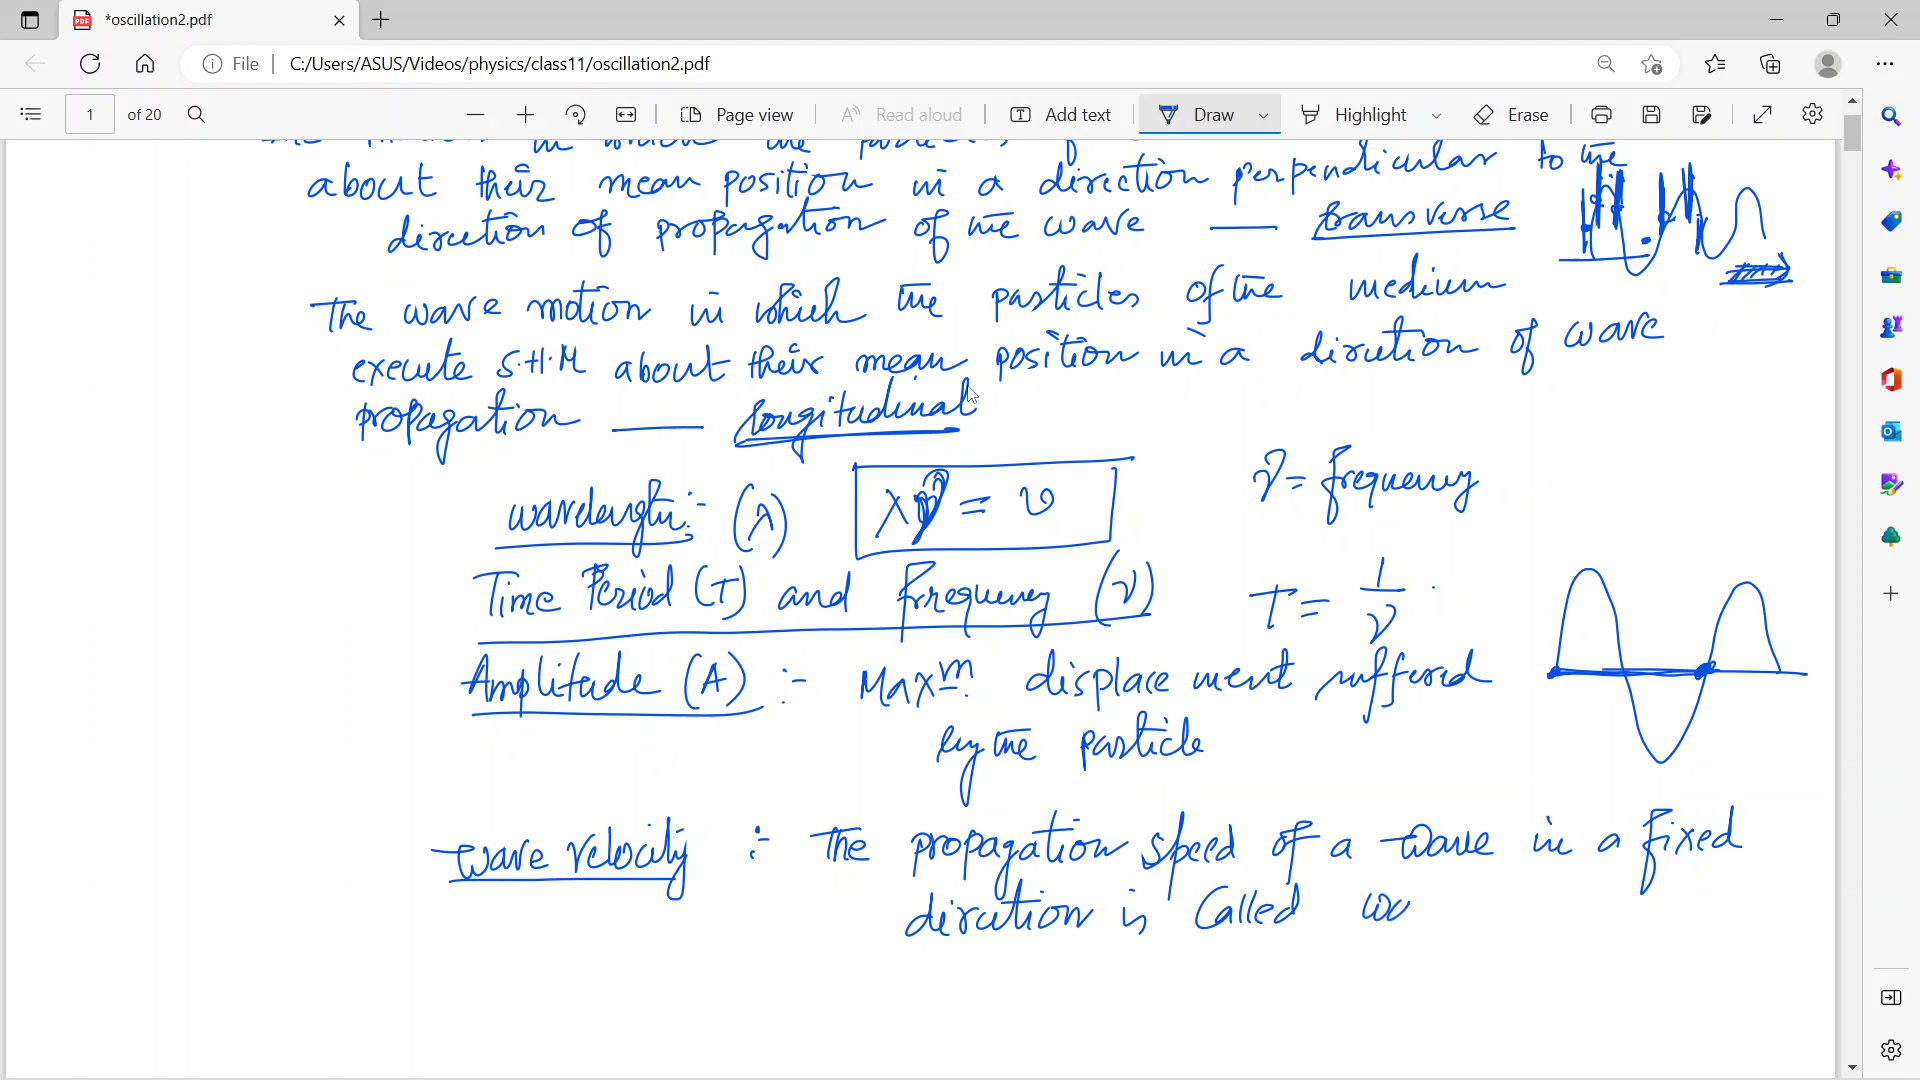 *oscillation2.pdf
File | C:/Users/ASUS/Videos/physics/class11/oscillation2.pdf
1 of 20 Page view Read aloud Add text Draw Highlight Erase
about their mean position in a direction perpendicular to the
direction of propagation of the wave — transverse
The wave motion in which the particles of the medium
execute S.H.M about their mean position in a direction of wave
propagation — longitudinal
wavelength :- (λ) λν = v ν = frequency
Time Period (T) and frequency (ν) T = 1/ν
Amplitude (A) :- Maxm. displacement suffered
by the particle
wave velocity :- The propagation speed of a wave in a fixed
direction is Called